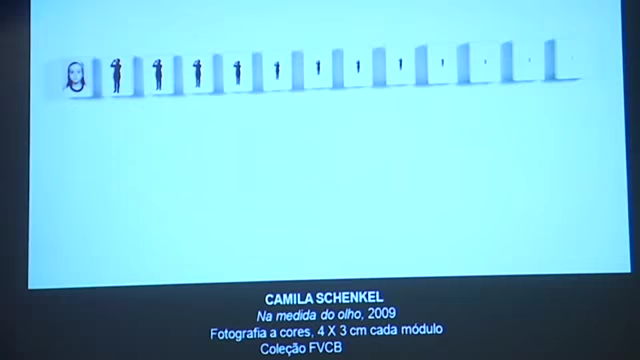 CAMILA SCHENKEL
Na medida do olho, 2009
Fotografia a cores, 4 X 3 cm cada módulo
Coleção FVCB